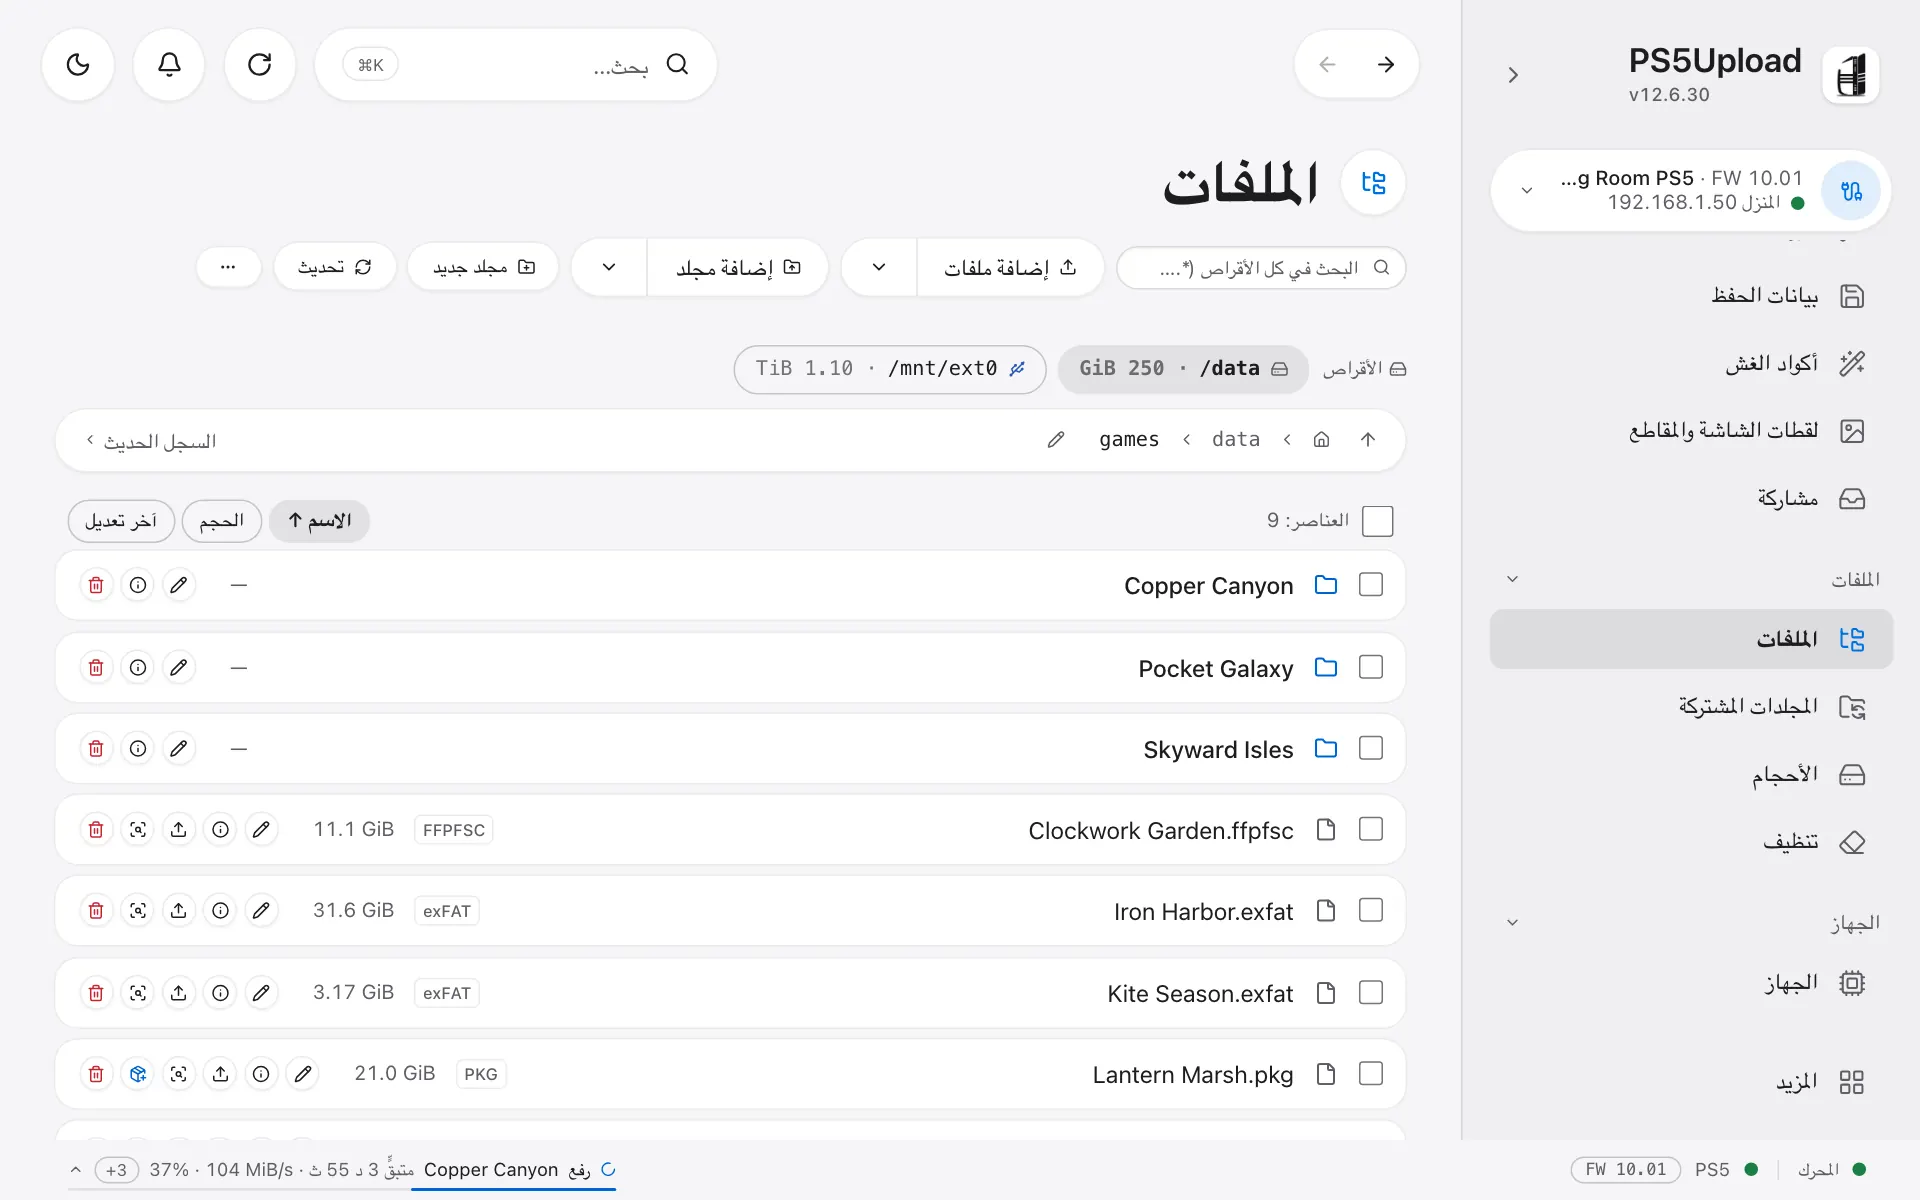 PS5Upload
v12.6.30
...g Room PS5 · FW 10.01
المنزل 192.168.1.50
بيانات الحفظ
أكواد الغش
لقطات الشاشة والمقاطع
مشاركة
الملفات
الملفات
المجلدات المشتركة
الأحجام
تنظيف
الجهاز
الجهاز
المزيد
بحث...
⌘K
الملفات
البحث في كل الأقراص (*....
إضافة ملفات
إضافة مجلد
مجلد جديد
تحديث
الأقراص
/data · 250 GiB
/mnt/ext0 · 1.10 TiB
data
games
السجل الحديث
العناصر: 9
الاسم ↑
الحجم
آخر تعديل
Copper Canyon —
Pocket Galaxy —
Skyward Isles —
Clockwork Garden.ffpfsc FFPFSC 11.1 GiB
Iron Harbor.exfat exFAT 31.6 GiB
Kite Season.exfat exFAT 3.17 GiB
Lantern Marsh.pkg PKG 21.0 GiB
المحرك
PS5 FW 10.01
رفع Copper Canyon
37% · 104 MiB/s · متبقٍّ 3 د 55 ث
+3